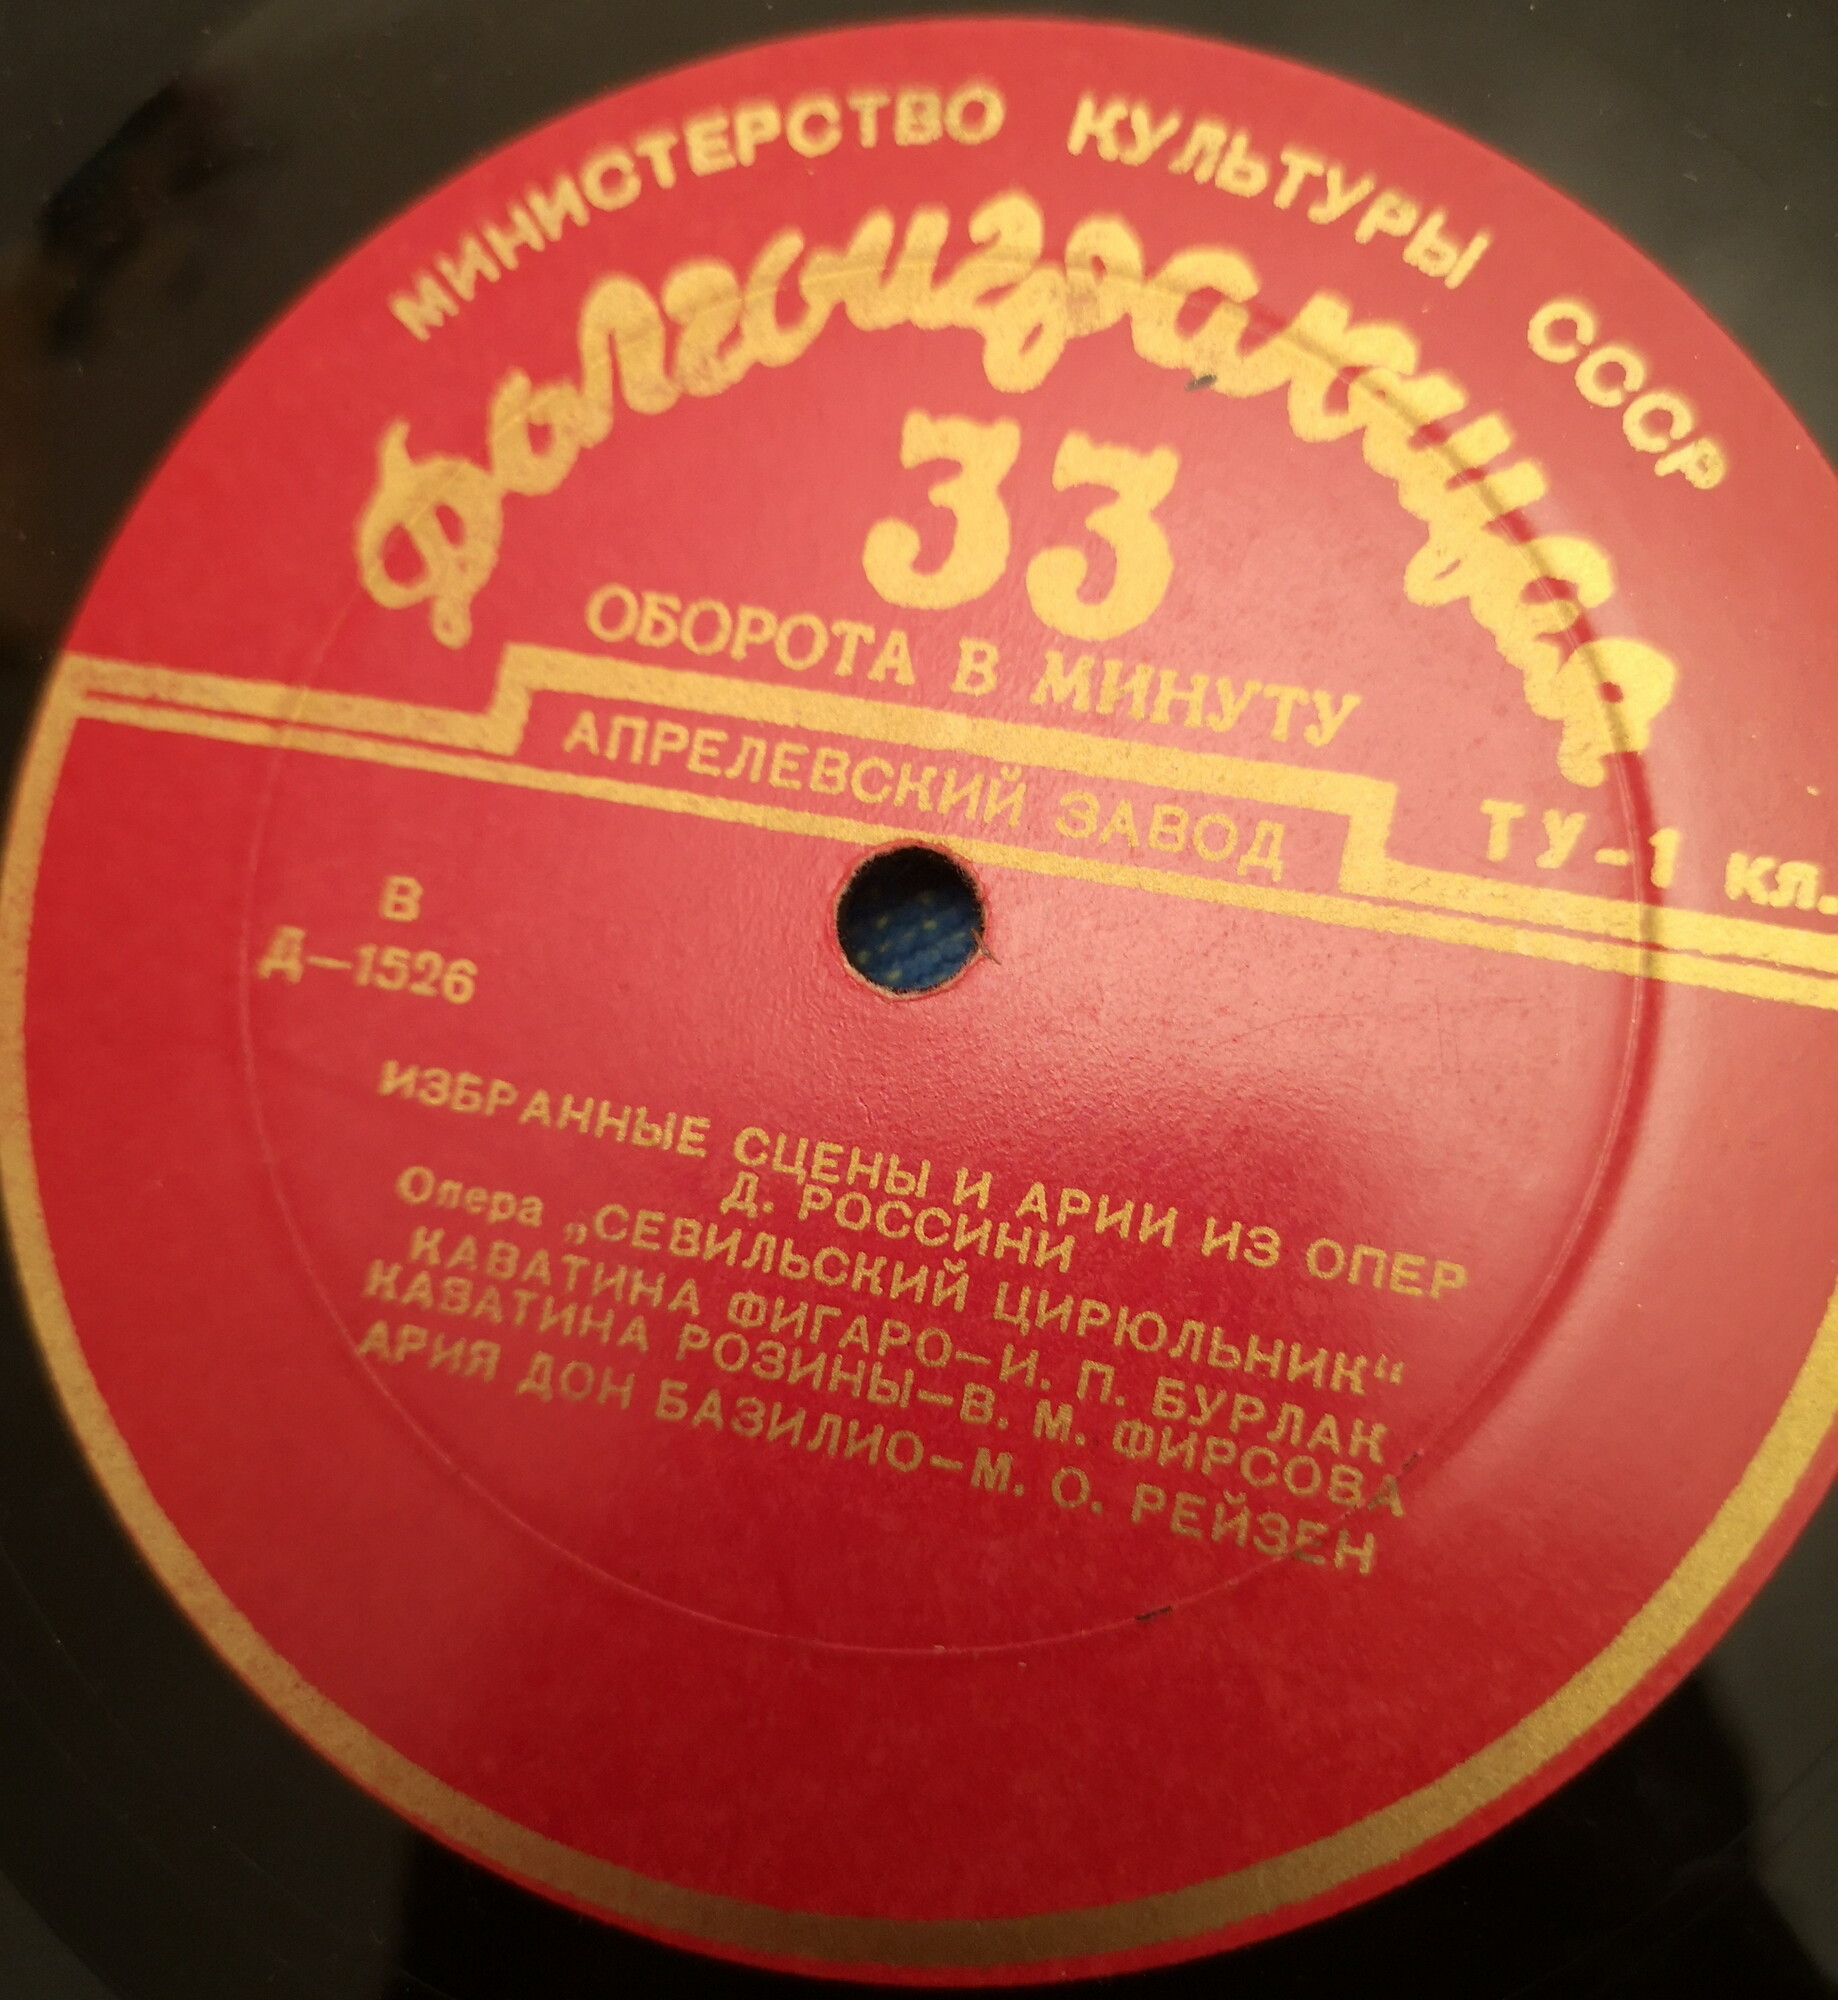 МИНИСТЕРСТВО КУЛЬТУРЫ СССР
Долгоиграющая
33
ОБОРОТА В МИНУТУ
АПРЕЛЕВСКИЙ ЗАВОД
ТУ-1 КЛ.
В
Д—1526
ИЗБРАННЫЕ СЦЕНЫ И АРИИ ИЗ ОПЕР
Д. РОССИНИ
Опера „СЕВИЛЬСКИЙ ЦИРЮЛЬНИК“
КАВАТИНА ФИГАРО—И. П. БУРЛАК
КАВАТИНА РОЗИНЫ—В. М. ФИРСОВА
АРИЯ ДОН БАЗИЛИО—М. О. РЕЙЗЕН